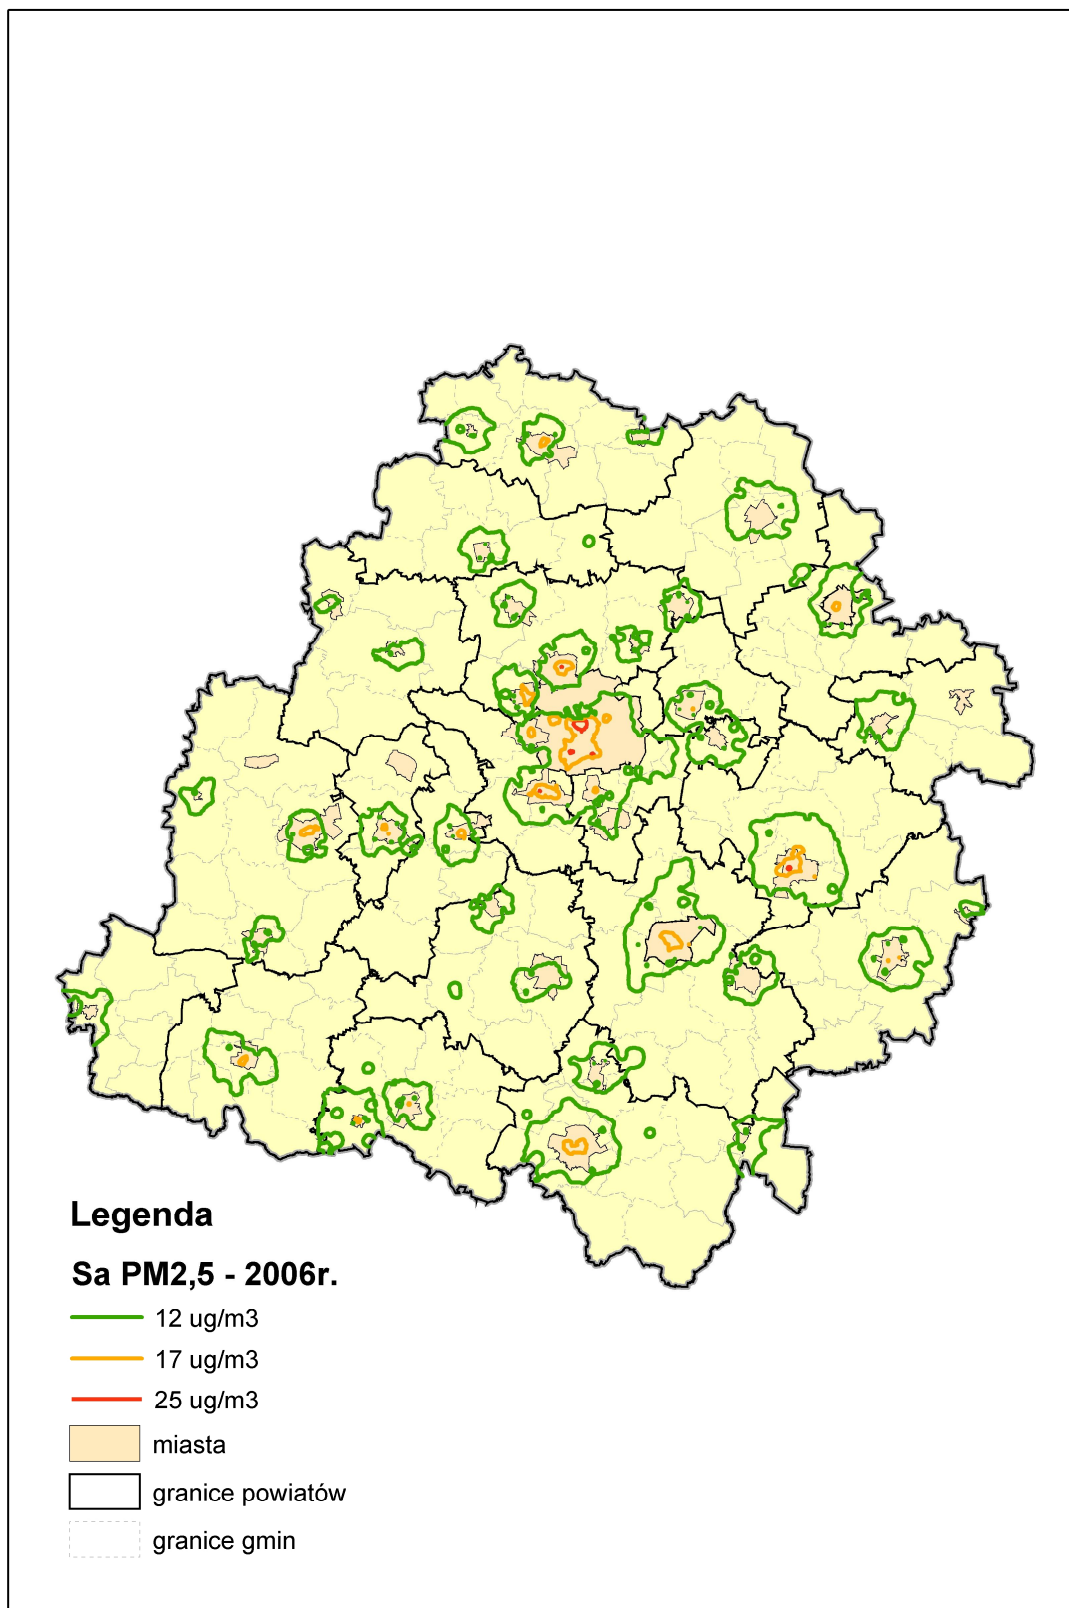 Legenda
Sa PM2,5 - 2006r.
12 ug/m3
17 ug/m3
25 ug/m3
miasta
granice powiatów
granice gmin